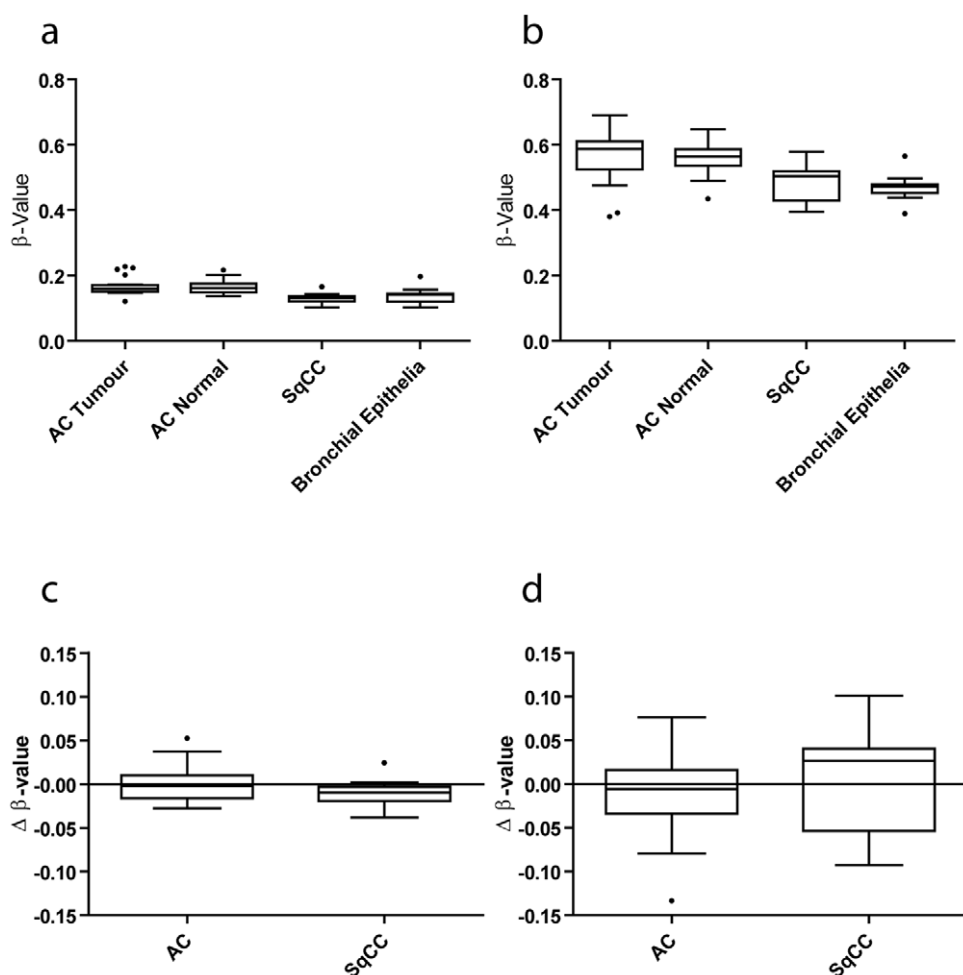 a
0.8
0.6
0.4
0.2
0.0
β-Value
AC Tumour
AC Normal
SqCC
Bronchial Epithelia
b
0.8
0.6
0.4
0.2
0.0
β-Value
AC Tumour
AC Normal
SqCC
Bronchial Epithelia
c
0.15
0.10
0.05
-0.00
-0.05
-0.10
-0.15
Δ β-value
AC
SqCC
d
0.15
0.10
0.05
-0.00
-0.05
-0.10
-0.15
Δ β-value
AC
SqCC